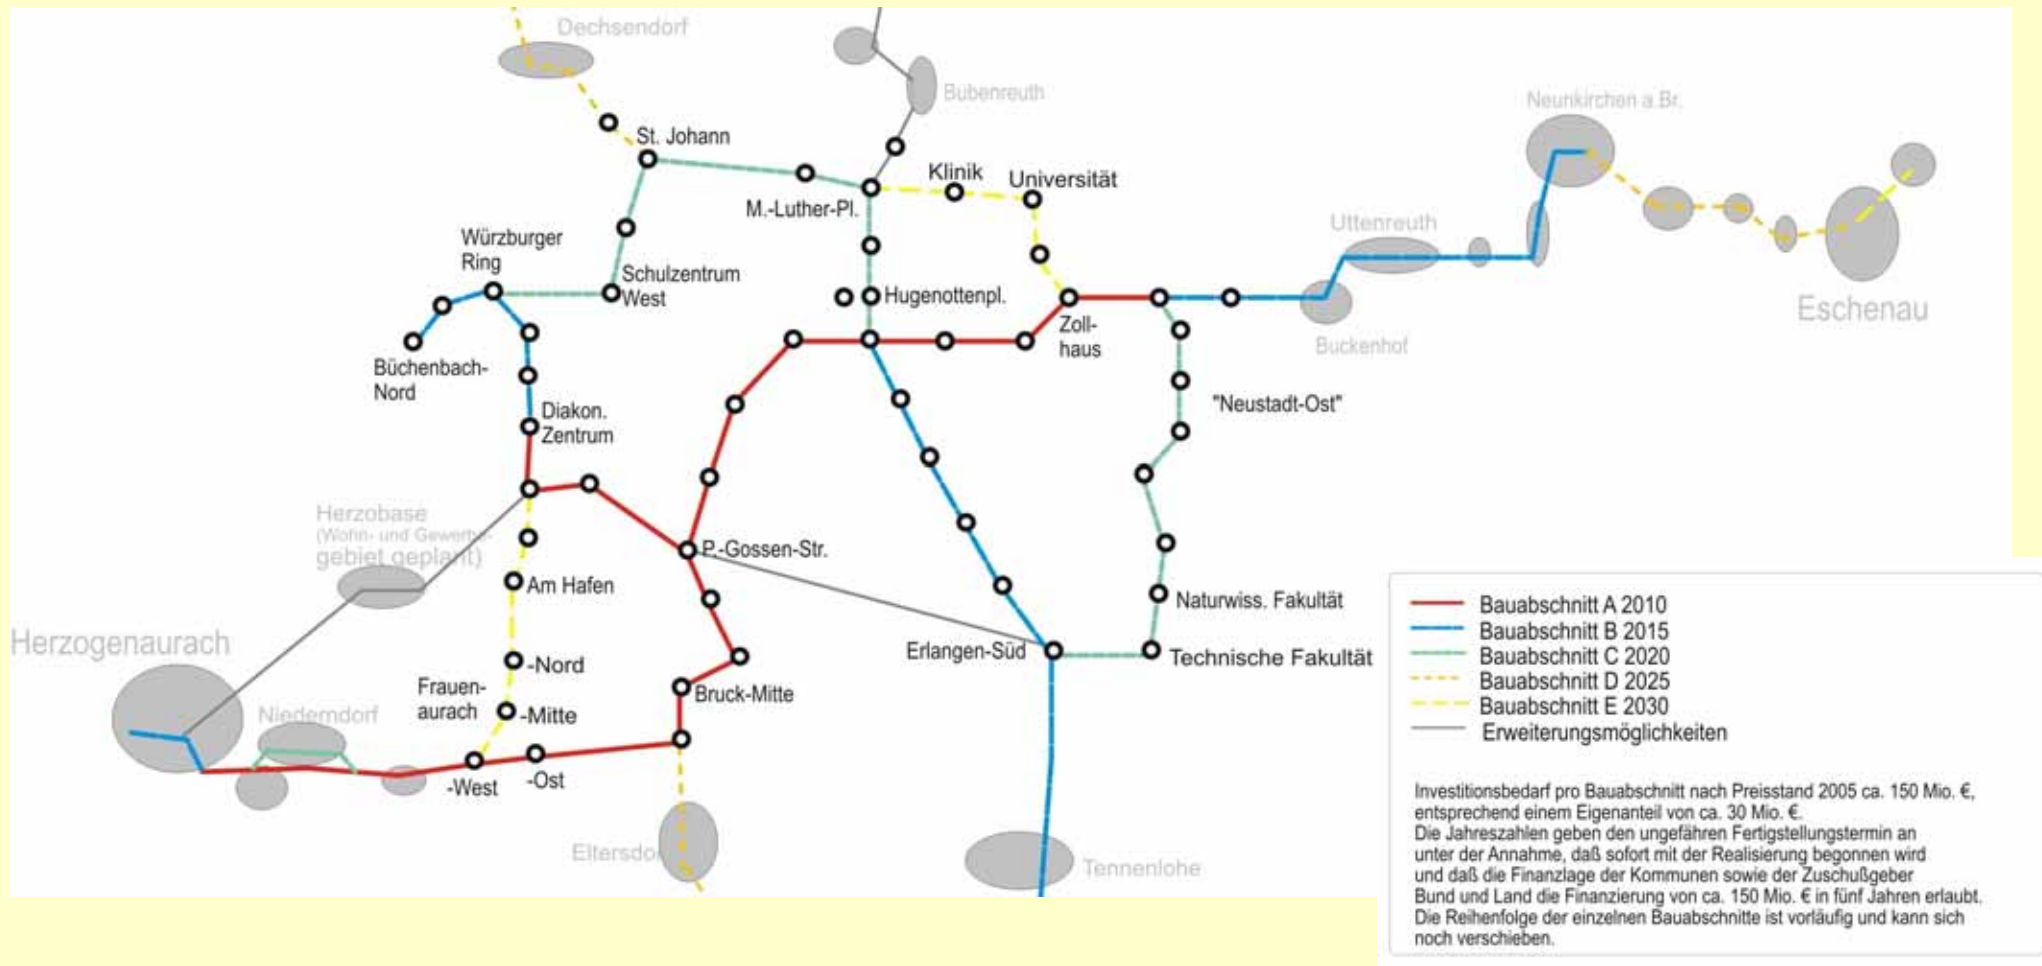 Dechsendorf
Bubenreuth
Neunkirchen a.Br.
St. Johann
Klinik
Universität
M.-Luther-Pl.
Uttenreuth
Würzburger
Ring
Schulzentrum
West
Hugenottenpl.
Eschenau
Zoll-
haus
Buckenhof
Büchenbach-
Nord
"Neustadt-Ost"
Diakon.
Zentrum
Herzobase
(Wohn- und Gewerbe-
gebiet geplant)
P.-Gossen-Str.
Am Hafen
Naturwiss. Fakultät
Herzogenaurach
Erlangen-Süd
Technische Fakultät
-Nord
Frauen-
aurach
-Mitte
Bruck-Mitte
Niederndorf
-West
-Ost
Eltersdor
Tennenlohe
Bauabschnitt A 2010
Bauabschnitt B 2015
Bauabschnitt C 2020
Bauabschnitt D 2025
Bauabschnitt E 2030
Erweiterungsmöglichkeiten
Investitionsbedarf pro Bauabschnitt nach Preisstand 2005 ca. 150 Mio. €,
entsprechend einem Eigenanteil von ca. 30 Mio. €.
Die Jahreszahlen geben den ungefähren Fertigstellungstermin an
unter der Annahme, daß sofort mit der Realisierung begonnen wird
und daß die Finanzlage der Kommunen sowie der Zuschußgeber
Bund und Land die Finanzierung von ca. 150 Mio. € in fünf Jahren erlaubt.
Die Reihenfolge der einzelnen Bauabschnitte ist vorläufig und kann sich
noch verschieben.